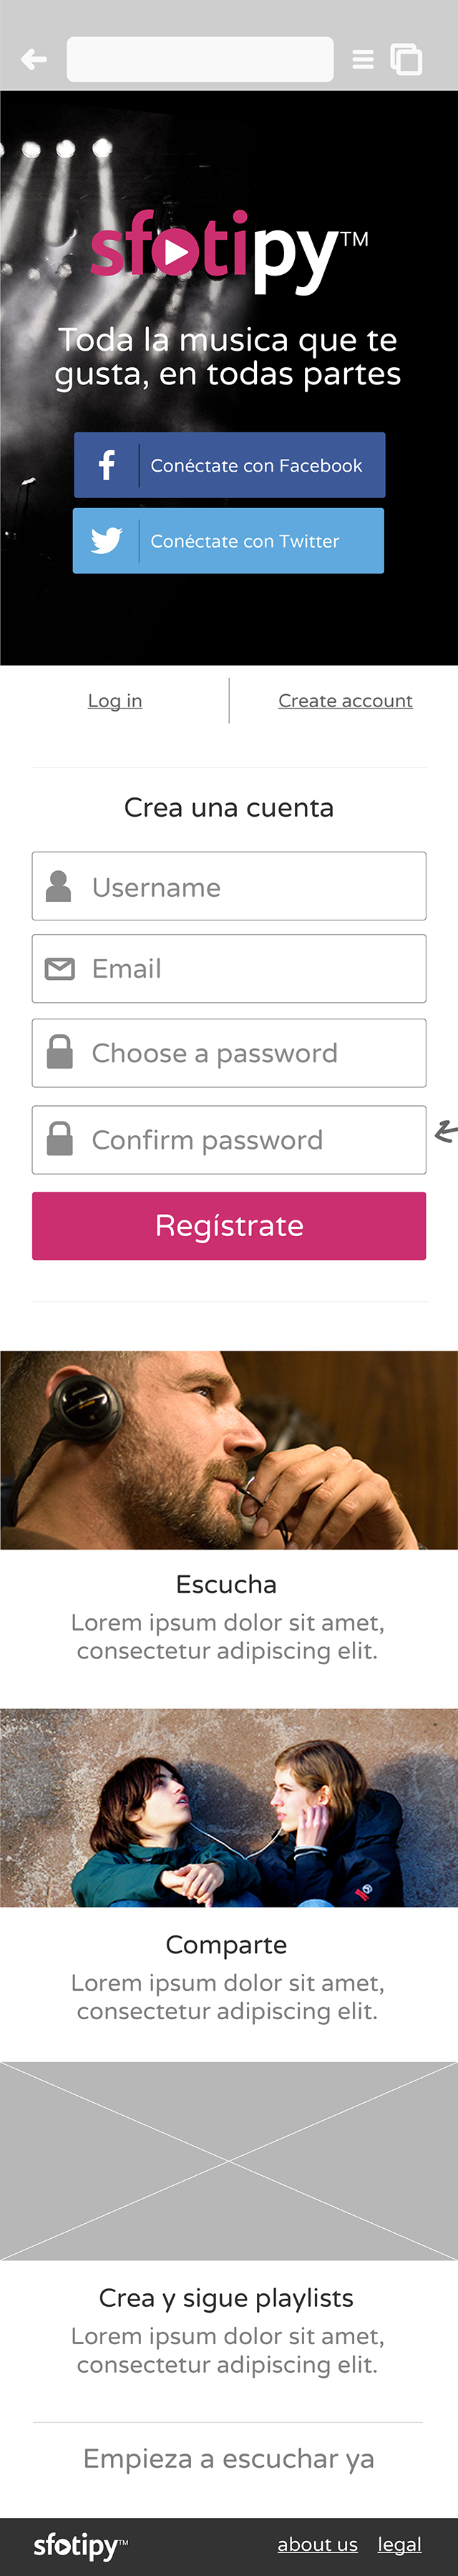 sfotipy™
Toda la musica que te
gusta, en todas partes
Conéctate con Facebook
Conéctate con Twitter
Log in
Create account
Crea una cuenta
Username
Email
Choose a password
Confirm password
Regístrate
Escucha
Lorem ipsum dolor sit amet,
consectetur adipiscing elit.
Comparte
Lorem ipsum dolor sit amet,
consectetur adipiscing elit.
Crea y sigue playlists
Lorem ipsum dolor sit amet,
consectetur adipiscing elit.
Empieza a escuchar ya
sfotipy™
about us
legal